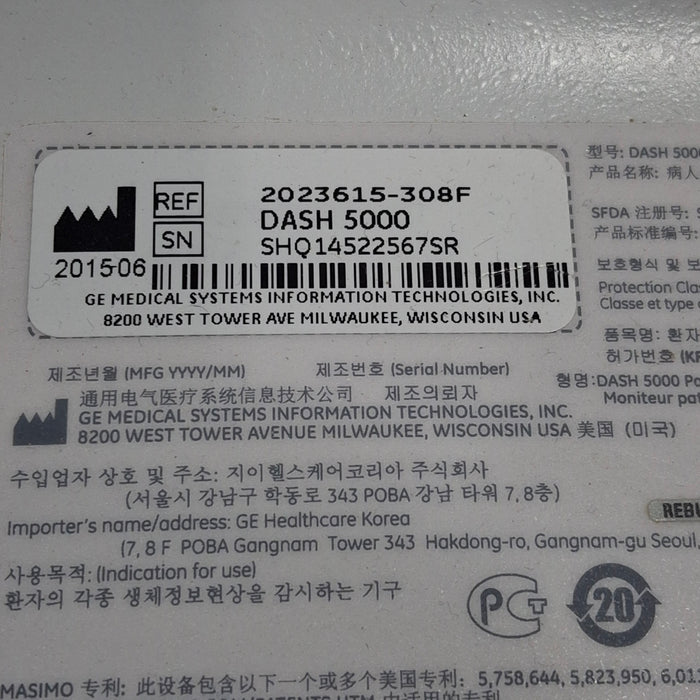 REF 2023615-308F
DASH 5000
SN SHQ14522567SR
2015-06
GE MEDICAL SYSTEMS INFORMATION TECHNOLOGIES, INC.
8200 WEST TOWER AVE MILWAUKEE, WISCONSIN USA
型号: DASH 500
产品名称: 病人
SFDA 注册号:
产品标准编号:
보호형식 및 보
Protection Clas
Classe et type
품목명: 환자
허가번호 (KF
형명:DASH 5000 Pa
Moniteur pat
제조년월 (MFG YYYY/MM) 제조번호 (Serial Number)
通用电气医疗系统信息技术公司 제조의뢰자
GE MEDICAL SYSTEMS INFORMATION TECHNOLOGIES, INC.
8200 WEST TOWER AVENUE MILWAUKEE, WISCONSIN USA 美国 (미국)
수입업자 상호 및 주소: 지이헬스케어코리아 주식회사
(서울시 강남구 학동로 343 POBA 강남 타워 7, 8층)
REBU
Importer's name/address: GE Healthcare Korea
(7, 8 F POBA Gangnam Tower 343 Hakdong-ro, Gangnam-gu Seoul,
사용목적: (Indication for use)
환자의 각종 생체정보현상을 감시하는 기구
20
MASIMO 专利: 此设备包含以下一个或多个美国专利: 5,758,644, 5,823,950, 6,01